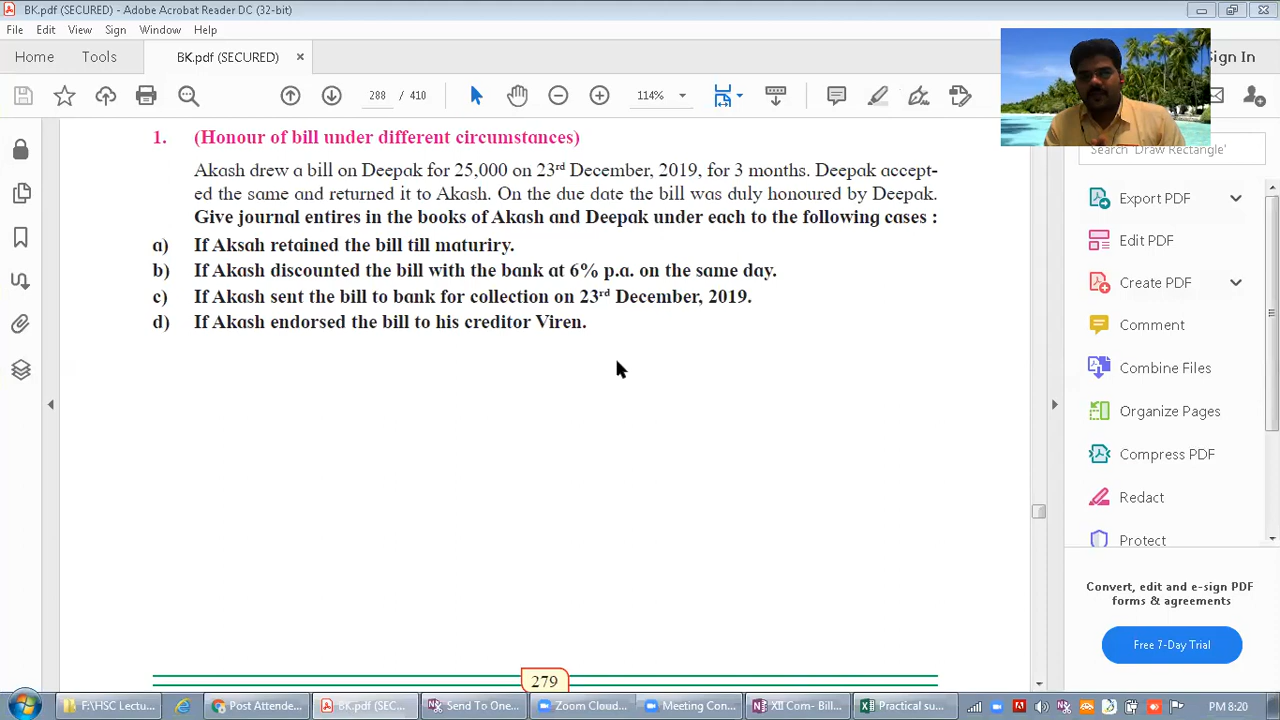 BK.pdf (SECURED) - Adobe Acrobat Reader DC (32-bit)
File Edit View Sign Window Help
Home Tools BK.pdf (SECURED) × Sign In
288 / 410 114%
Search 'Draw Rectangle'
1. (Honour of bill under different circumstances)
Akash drew a bill on Deepak for 25,000 on 23rd December, 2019, for 3 months. Deepak accept-
ed the same and returned it to Akash. On the due date the bill was duly honoured by Deepak.
Give journal entires in the books of Akash and Deepak under each to the following cases :
a) If Aksah retained the bill till maturiry.
b) If Akash discounted the bill with the bank at 6% p.a. on the same day.
c) If Akash sent the bill to bank for collection on 23rd December, 2019.
d) If Akash endorsed the bill to his creditor Viren.
279
Export PDF
Edit PDF
Create PDF
Comment
Combine Files
Organize Pages
Compress PDF
Redact
Protect
Convert, edit and e-sign PDF
forms & agreements
Free 7-Day Trial
F:\HSC Lectu... Post Attende... BK.pdf (SEC... Send To One... Zoom Cloud... Meeting Con... XII Com- Bill... Practical su... PM 8:20